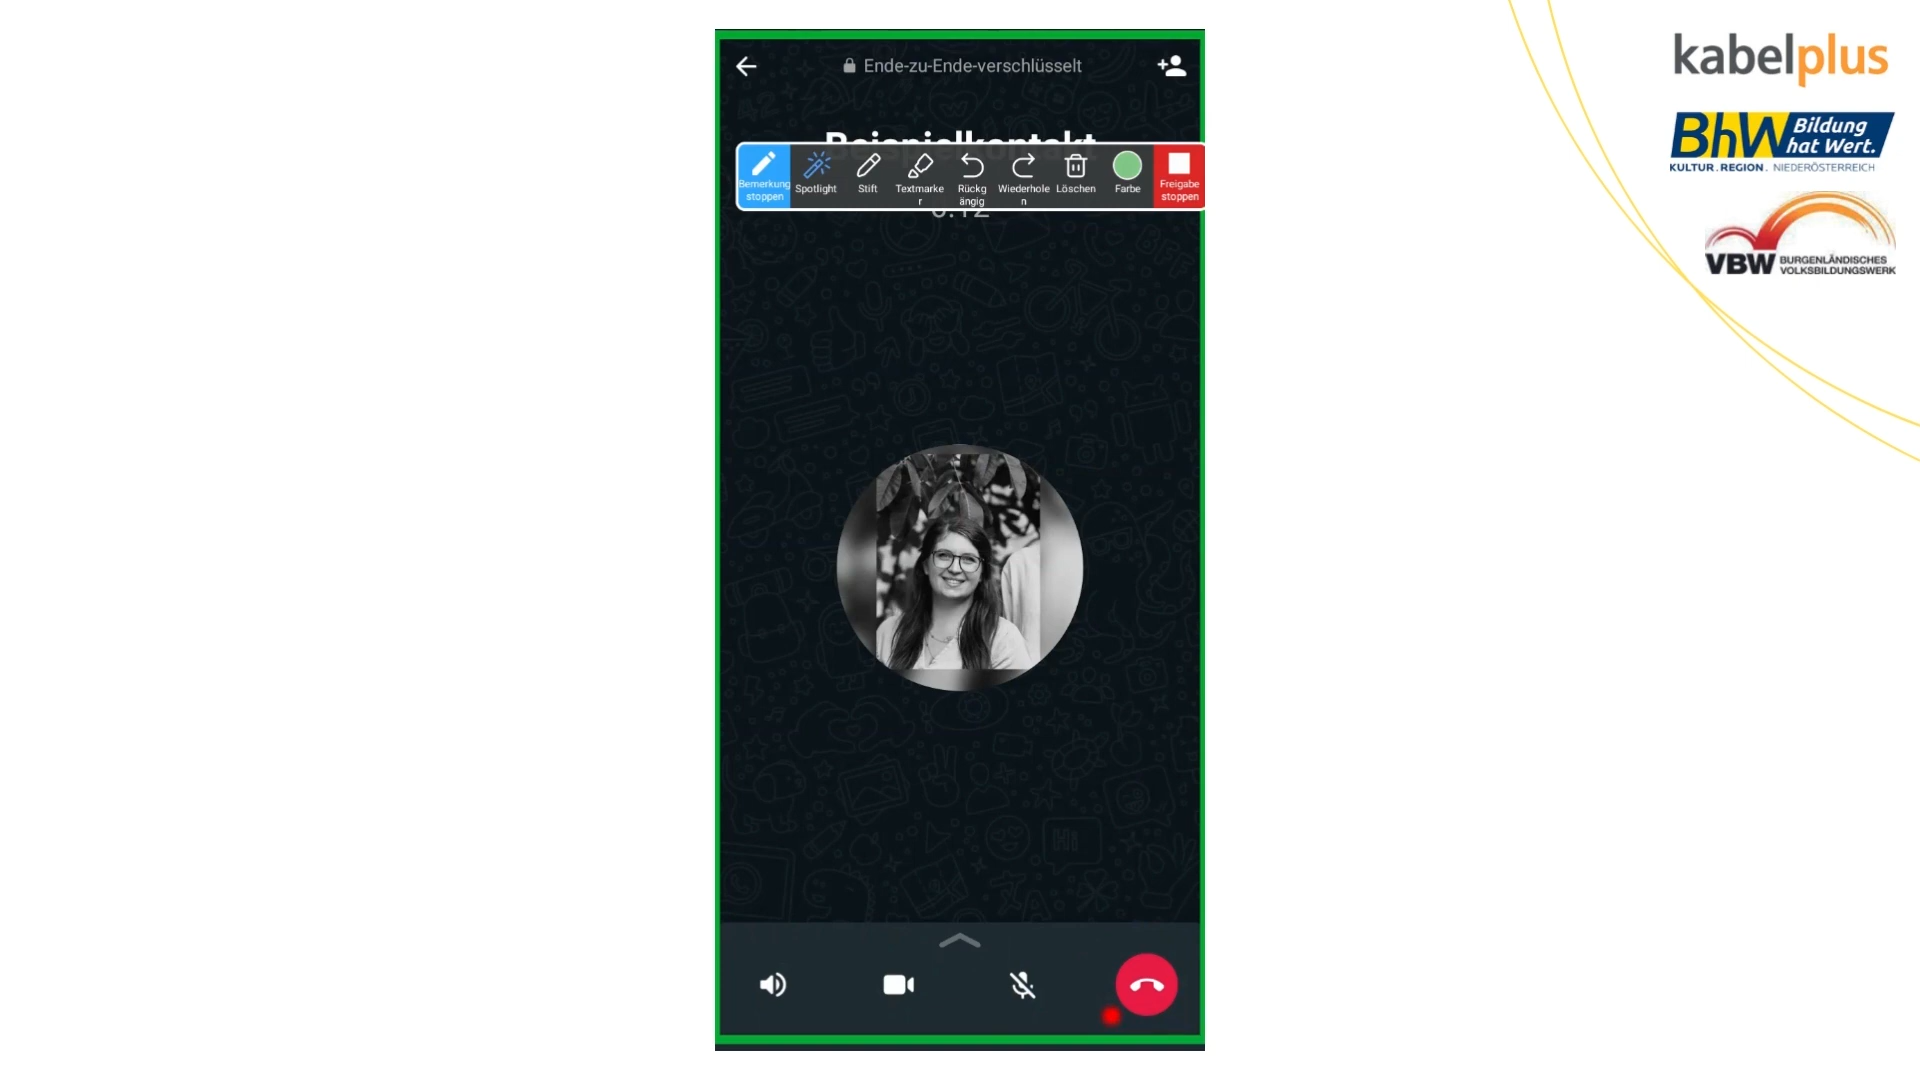 Ende-zu-Ende-verschlüsselt
Beispielkontakt
Bemerkung
stoppen
Spotlight
Stift
Textmarke
r
Rückg
ängig
Wiederhole
n
Löschen
Farbe
Freigabe
stoppen
kabelplus
BhW Bildung
hat Wert.
KULTUR.REGION. NIEDERÖSTERREICH
VBW BURGENLÄNDISCHES
VOLKSBILDUNGSWERK